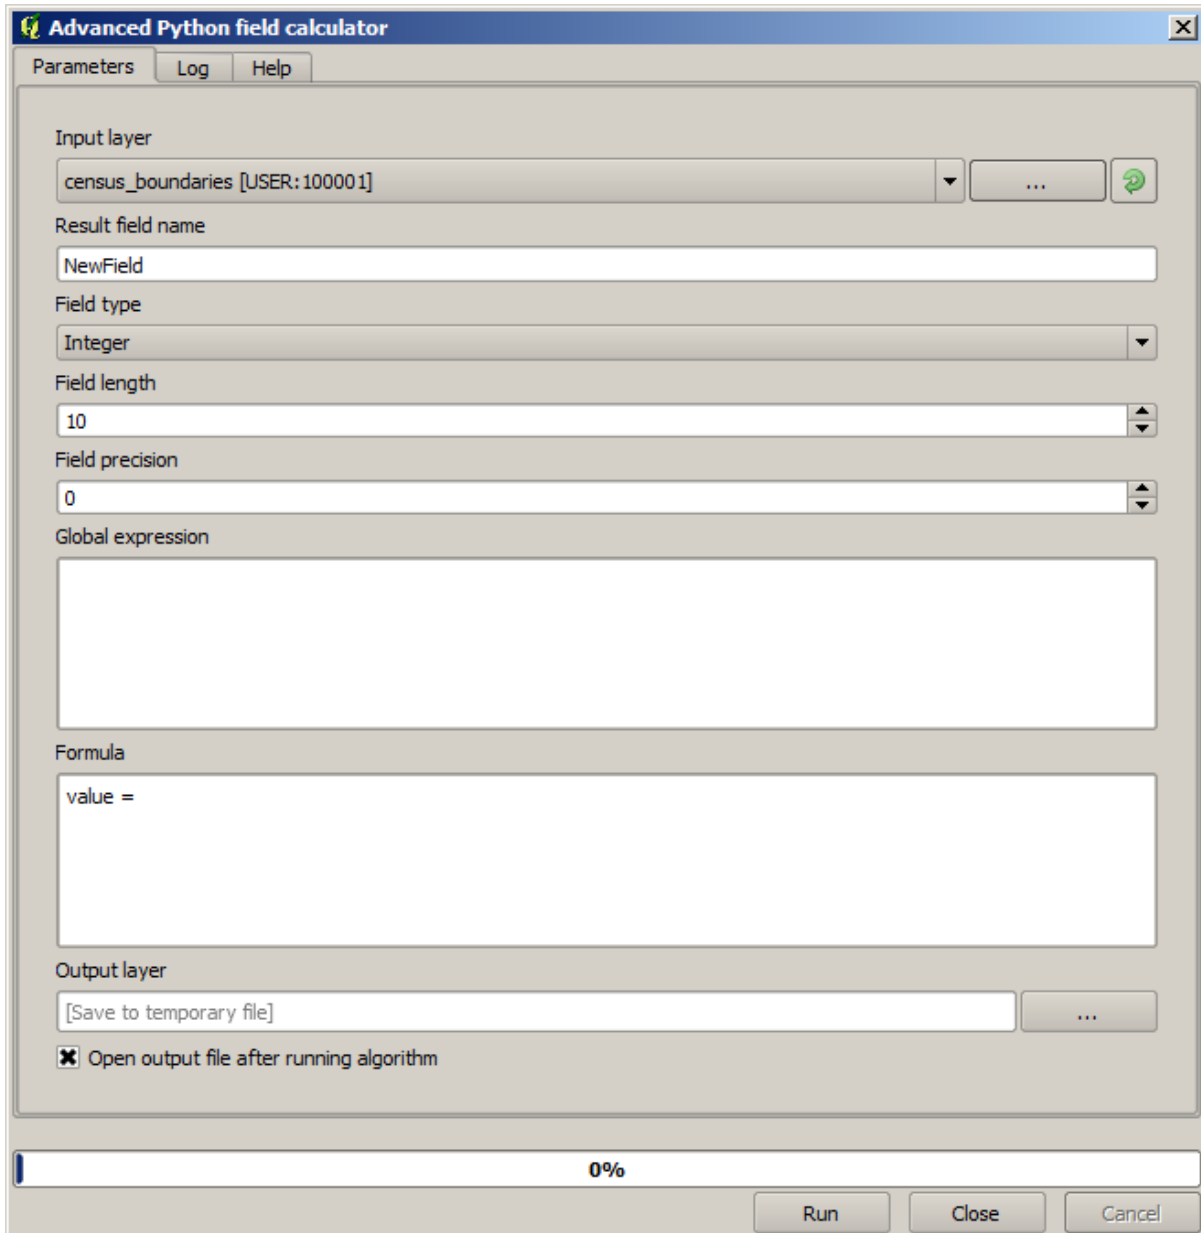 Advanced Python field calculator
Parameters Log Help
Input layer
census_boundaries [USER:100001] ...
Result field name
NewField
Field type
Integer
Field length
10
Field precision
0
Global expression
Formula
value =
Output layer
[Save to temporary file] ...
Open output file after running algorithm
0%
Run Close Cancel